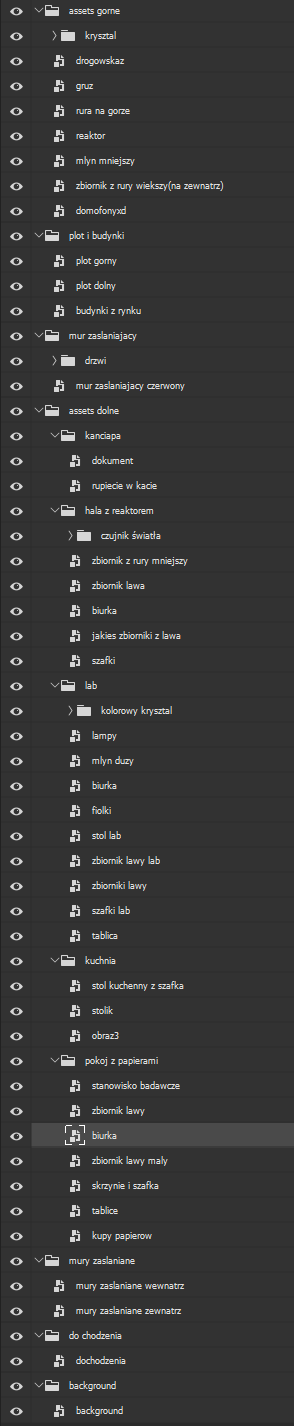 assets gorne
krysztal
drogowskaz
gruz
rura na gorze
reaktor
mlyn mniejszy
zbiornik z rury wiekszy(na zewnatrz)
domofonyxd
plot i budynki
plot gorny
plot dolny
budynki z rynku
mur zaslaniajacy
drzwi
mur zaslaniajacy czerwony
assets dolne
kanciapa
dokument
rupiecie w kacie
hala z reaktorem
czujnik światła
zbiornik z rury mniejszy
zbiornik lawa
biurka
jakies zbiorniki z lawa
szafki
lab
kolorowy krysztal
lampy
mlyn duzy
biurka
fiolki
stol lab
zbiornik lawy lab
zbiorniki lawy
szafki lab
tablica
kuchnia
stol kuchenny z szafka
stolik
obraz3
pokoj z papierami
stanowisko badawcze
zbiornik lawy
biurka
zbiornik lawy maly
skrzynie i szafka
tablice
kupy papierow
mury zaslaniane
mury zaslaniane wewnatrz
mury zaslaniane zewnatrz
do chodzenia
dochodzenia
background
background